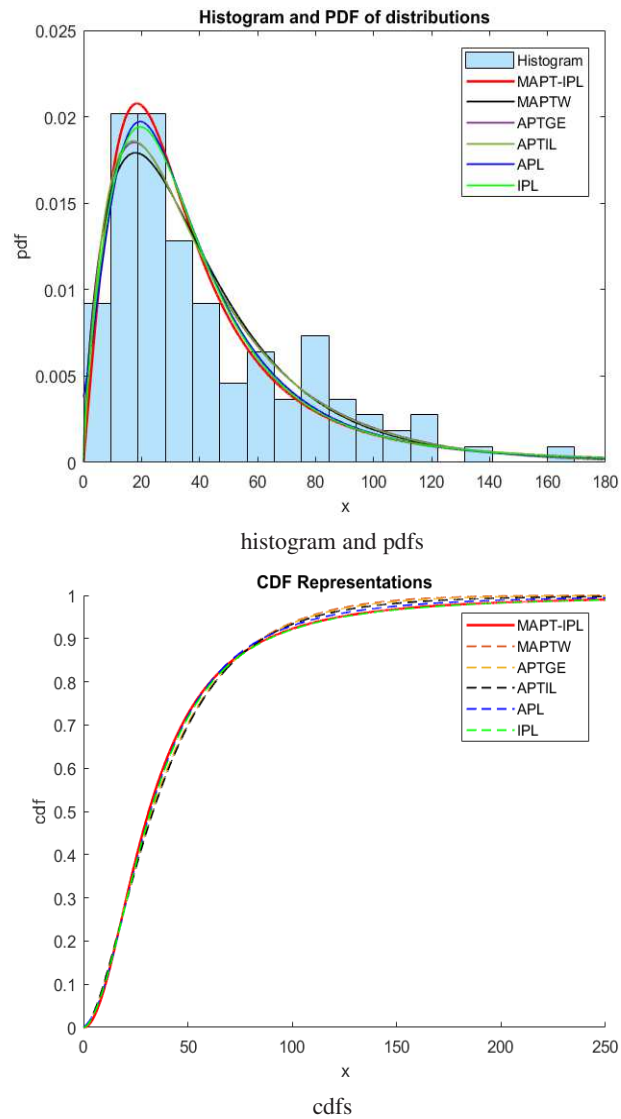 Histogram and PDF of distributions
0.025
0.02
0.015
0.01
0.005
0
pdf
Histogram
MAPT-IPL
MAPTW
APTGE
APTIL
APL
IPL
0 20 40 60 80 100 120 140 160 180
x
histogram and pdfs
CDF Representations
1
0.9
0.8
0.7
0.6
0.5
0.4
0.3
0.2
0.1
0
cdf
MAPT-IPL
MAPTW
APTGE
APTIL
APL
IPL
0 50 100 150 200 250
x
cdfs